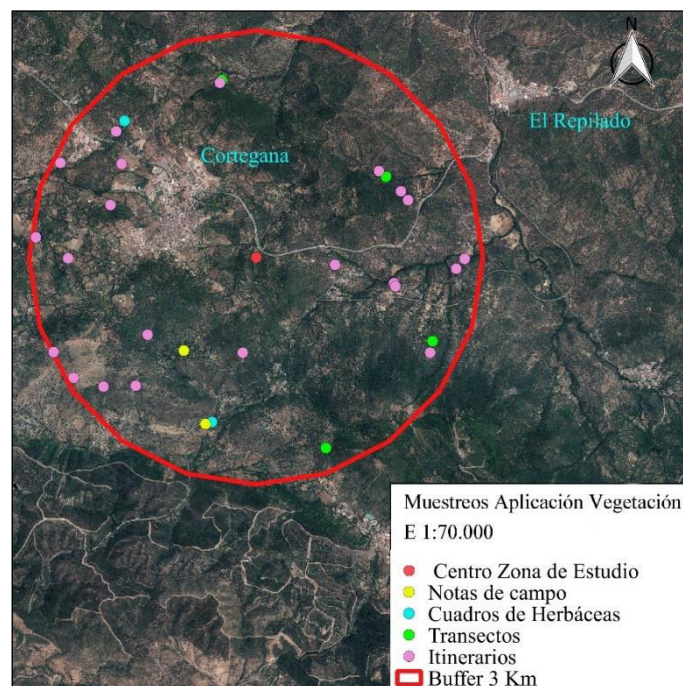 N
El Repilado
Cortegana
Muestreos Aplicación Vegetación
E 1:70.000
Centro Zona de Estudio
Notas de campo
Cuadros de Herbáceas
Transectos
Itinerarios
Buffer 3 Km